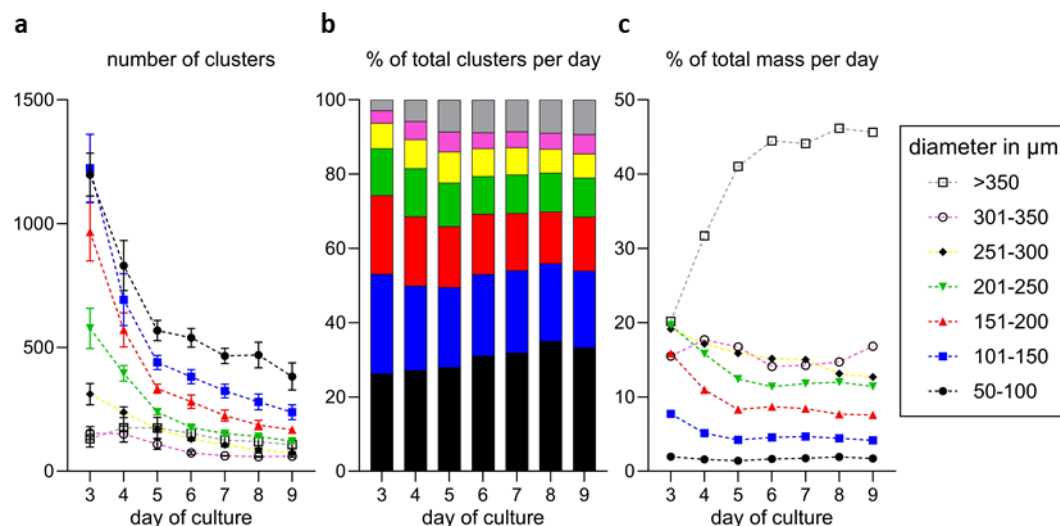 a
number of clusters
1500
1000
500
0
3 4 5 6 7 8 9
day of culture
b
% of total clusters per day
100
80
60
40
20
0
3 4 5 6 7 8 9
day of culture
c
% of total mass per day
50
40
30
20
10
0
3 4 5 6 7 8 9
day of culture
diameter in µm
>350
301-350
251-300
201-250
151-200
101-150
50-100